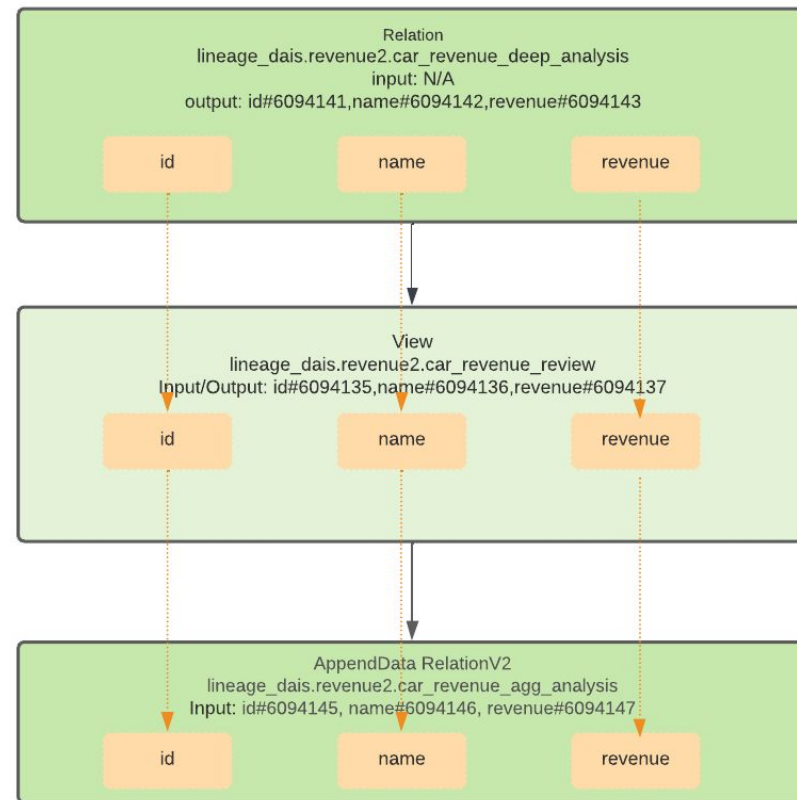 Relation
lineage_dais.revenue2.car_revenue_deep_analysis
input: N/A
output: id#6094141,name#6094142,revenue#6094143
id name revenue
View
lineage_dais.revenue2.car_revenue_review
Input/Output: id#6094135,name#6094136,revenue#6094137
id name revenue
AppendData RelationV2
lineage_dais.revenue2.car_revenue_agg_analysis
Input: id#6094145, name#6094146, revenue#6094147
id name revenue